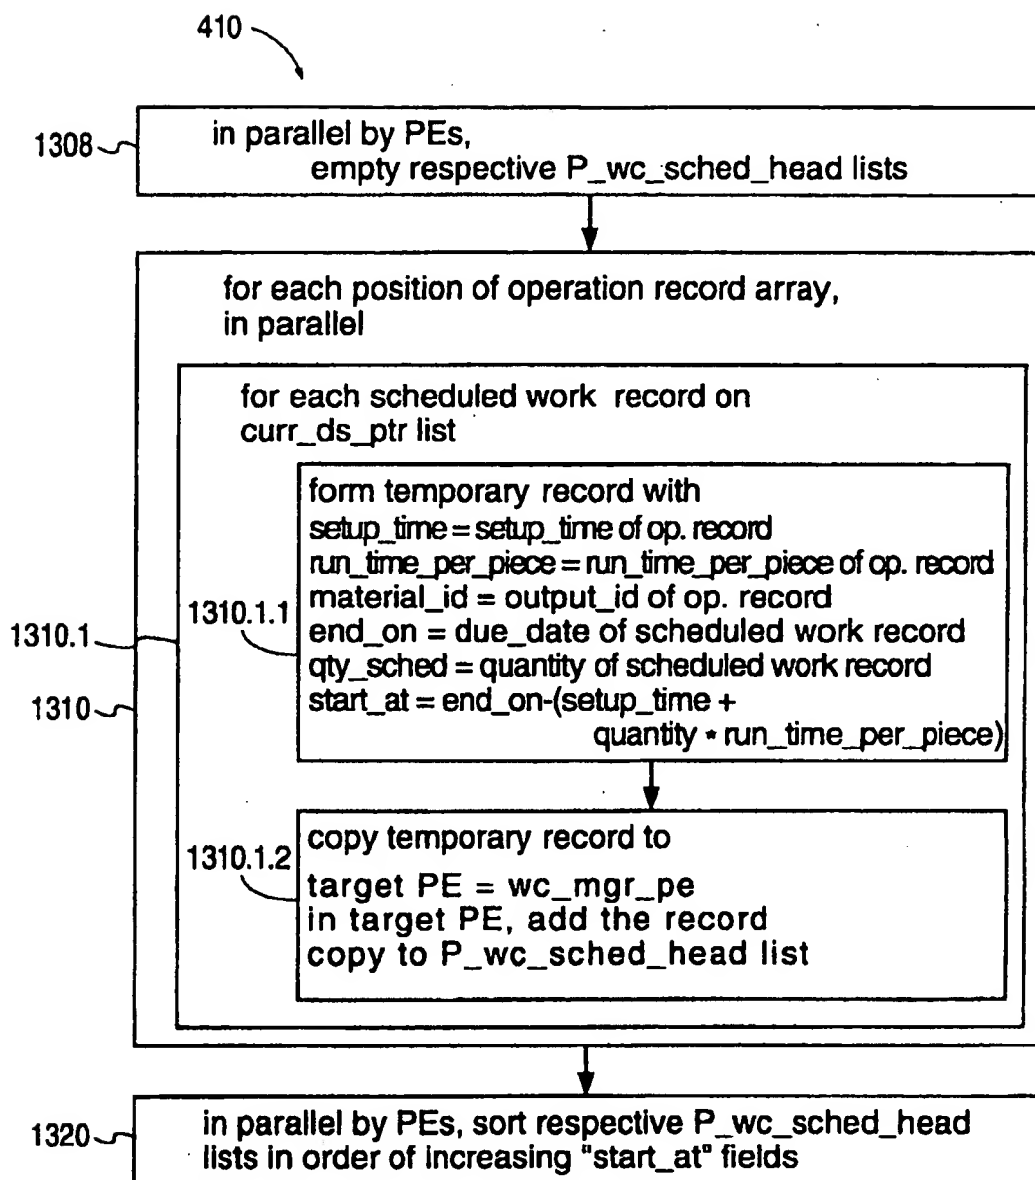 410
1308
in parallel by PEs,
empty respective P_wc_sched_head lists
for each position of operation record array,
in parallel
for each scheduled work record on
curr_ds_ptr list
form temporary record with
setup_time = setup_time of op. record
run_time_per_piece = run_time_per_piece of op. record
1310.1.1
material_id = output_id of op. record
1310.1
end_on = due_date of scheduled work record
qty_sched = quantity of scheduled work record
1310
start_at = end_on-(setup_time +
quantity * run_time_per_piece)
copy temporary record to
1310.1.2
target PE = wc_mgr_pe
in target PE, add the record
copy to P_wc_sched_head list
1320
in parallel by PEs, sort respective P_wc_sched_head
lists in order of increasing "start_at" fields